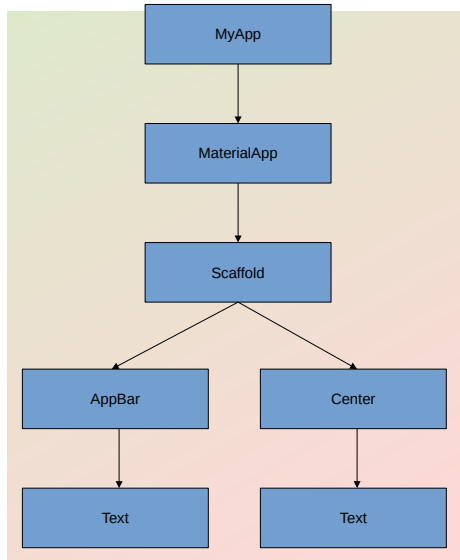 MyApp
MaterialApp
Scaffold
AppBar
Center
Text
Text